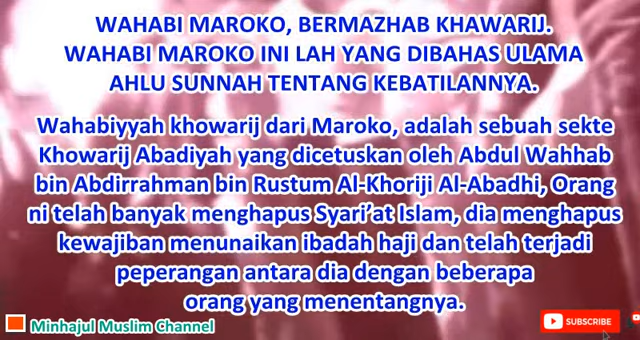 WAHABI MAROKO, BERMAZHAB KHAWARIJ.
WAHABI MAROKO INI LAH YANG DIBAHAS ULAMA
AHLU SUNNAH TENTANG KEBATILANNYA.
Wahabiyyah khowarij dari Maroko, adalah sebuah sekte
Khowarij Abadiyah yang dicetuskan oleh Abdul Wahhab
bin Abdirrahman bin Rustum Al-Khoriji Al-Abadhi, Orang
ni telah banyak menghapus Syari’at Islam, dia menghapus
kewajiban menunaikan ibadah haji dan telah terjadi
peperangan antara dia dengan beberapa
orang yang menentangnya.
Minhajul Muslim Channel
SUBSCRIBE